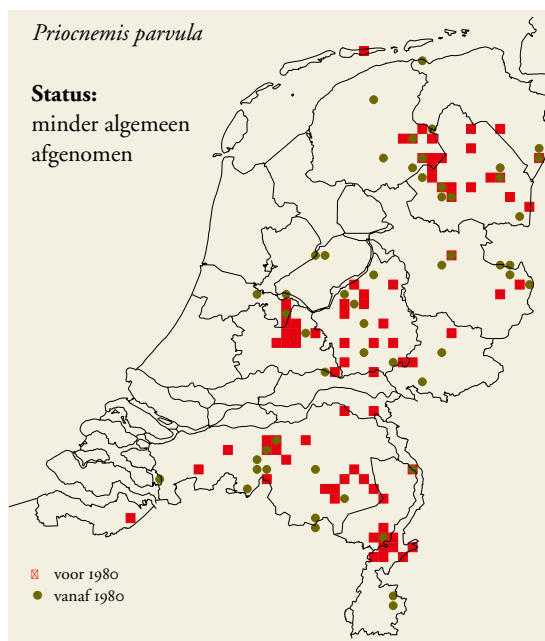 Priocnemis parvula
Status:
minder algemeen
afgenomen
voor 1980
vanaf 1980